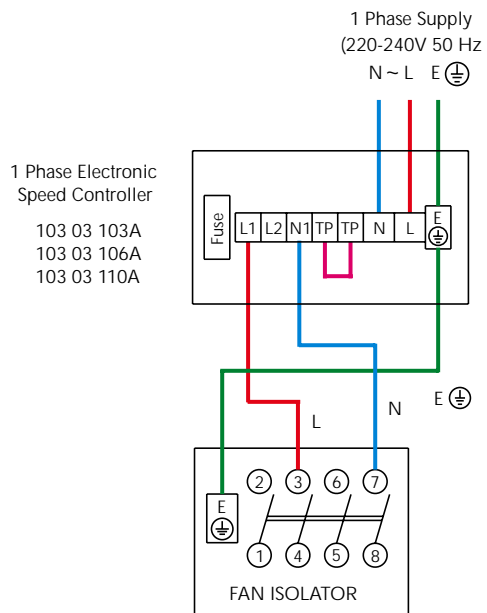 1 Phase Supply
(220-240V 50 Hz
N ~ L E
1 Phase Electronic
Speed Controller
103 03 103A
103 03 106A
103 03 110A
Fuse
L1 L2 N1 TP TP N L E
E
L N
2 3 6 7
E
1 4 5 8
FAN ISOLATOR